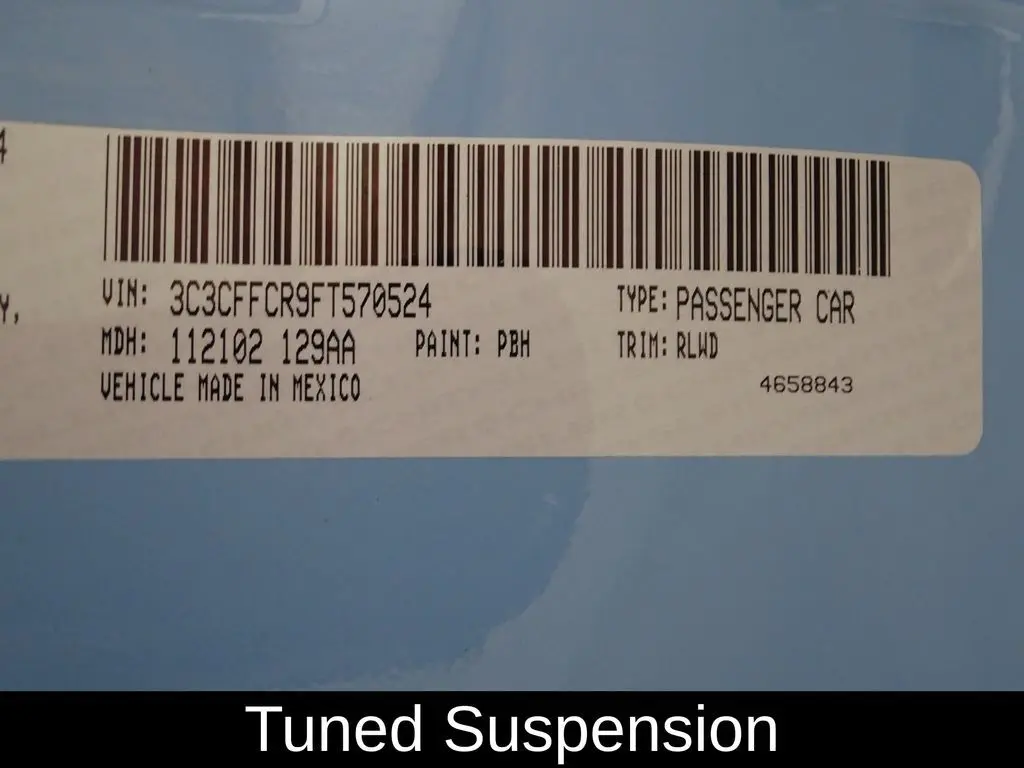 4
VIN: 3C3CFFCR9FT570524 TYPE: PASSENGER CAR
Y,
MDH: 112102 129AA PAINT: PBH TRIM: RLWD
VEHICLE MADE IN MEXICO 4658843
Tuned Suspension